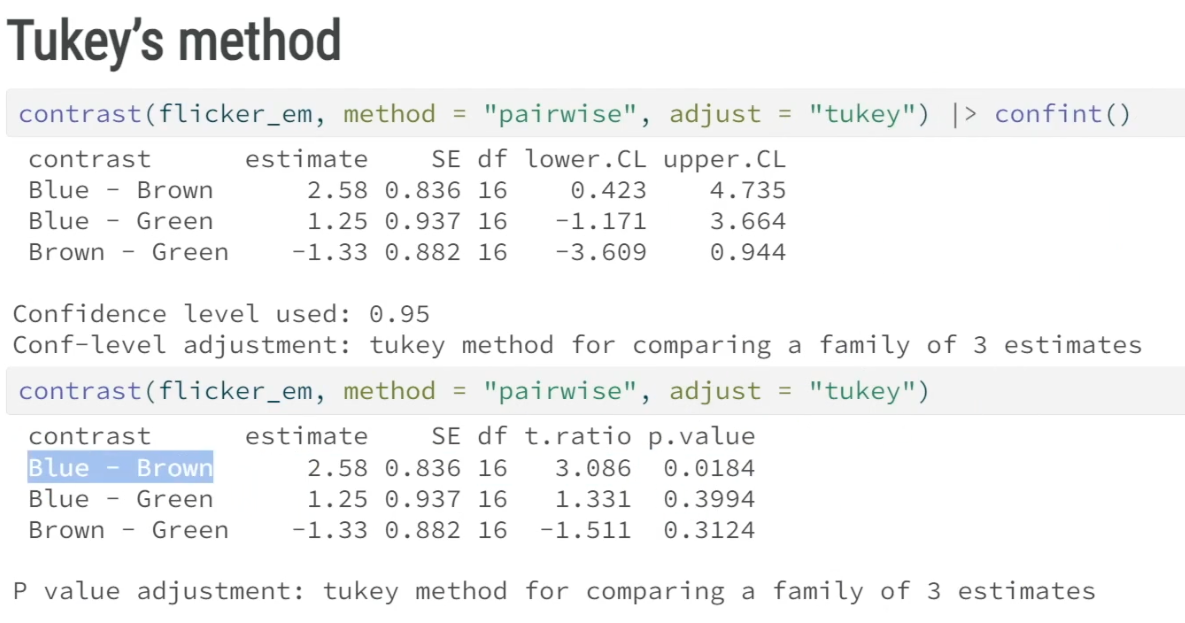 Tukey's method
contrast(flicker_em, method = "pairwise", adjust = "tukey") |> confint()
contrast estimate SE df lower.CL upper.CL
Blue - Brown 2.58 0.836 16 0.423 4.735
Blue - Green 1.25 0.937 16 -1.171 3.664
Brown - Green -1.33 0.882 16 -3.609 0.944
Confidence level used: 0.95
Conf-level adjustment: tukey method for comparing a family of 3 estimates
contrast(flicker_em, method = "pairwise", adjust = "tukey")
contrast estimate SE df t.ratio p.value
Blue - Brown 2.58 0.836 16 3.086 0.0184
Blue - Green 1.25 0.937 16 1.331 0.3994
Brown - Green -1.33 0.882 16 -1.511 0.3124
P value adjustment: tukey method for comparing a family of 3 estimates